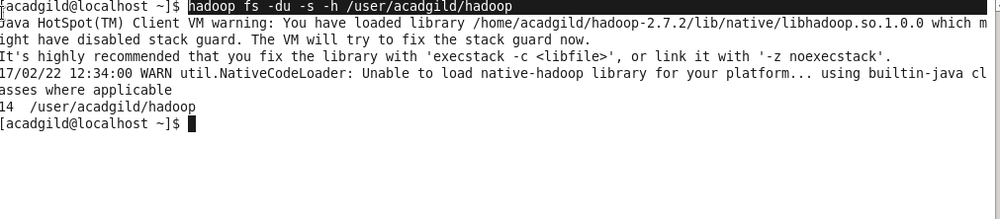 [acadgild@localhost ~]$ hadoop fs -du -s -h /user/acadgild/hadoop
Java HotSpot(TM) Client VM warning: You have loaded library /home/acadgild/hadoop-2.7.2/lib/native/libhadoop.so.1.0.0 which m
ight have disabled stack guard. The VM will try to fix the stack guard now.
It's highly recommended that you fix the library with 'execstack -c <libfile>', or link it with '-z noexecstack'.
17/02/22 12:34:00 WARN util.NativeCodeLoader: Unable to load native-hadoop library for your platform... using builtin-java cl
asses where applicable
14  /user/acadgild/hadoop
[acadgild@localhost ~]$